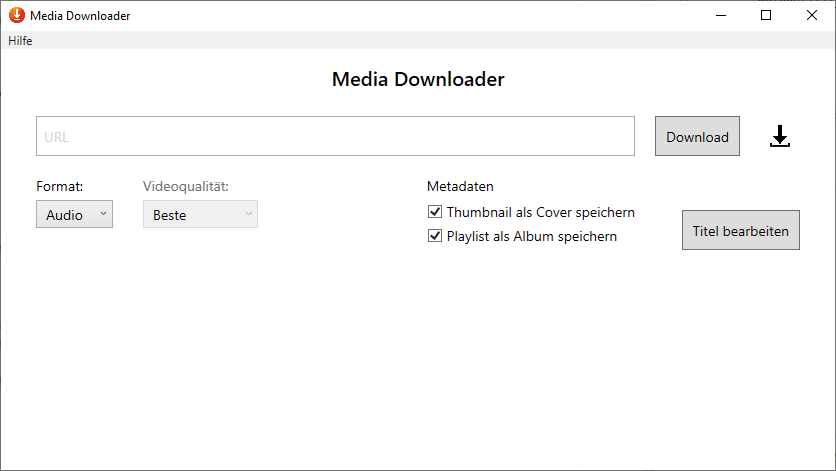 Media Downloader
Hilfe
Media Downloader
URL
Download
Format:
Videoqualität:
Metadaten
Audio
Beste
Thumbnail als Cover speichern
Playlist als Album speichern
Titel bearbeiten